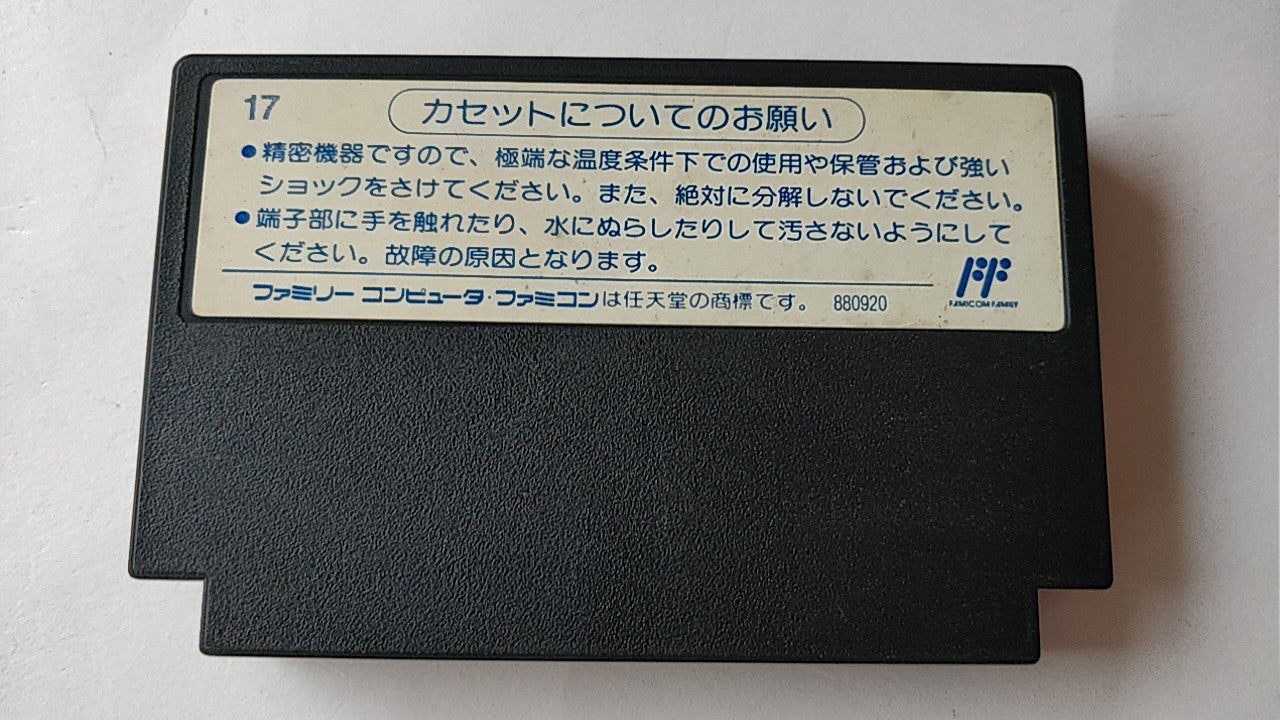 17
カセットについてのお願い
●精密機器ですので、極端な温度条件下での使用や保管および強い
ショックをさけてください。また、絶対に分解しないでください。
●端子部に手を触れたり、水にぬらしたりして汚さないようにして
ください。故障の原因となります。
ファミリーコンピュータ・ファミコンは任天堂の商標です。 880920
FF
FAMICOM FAMILY